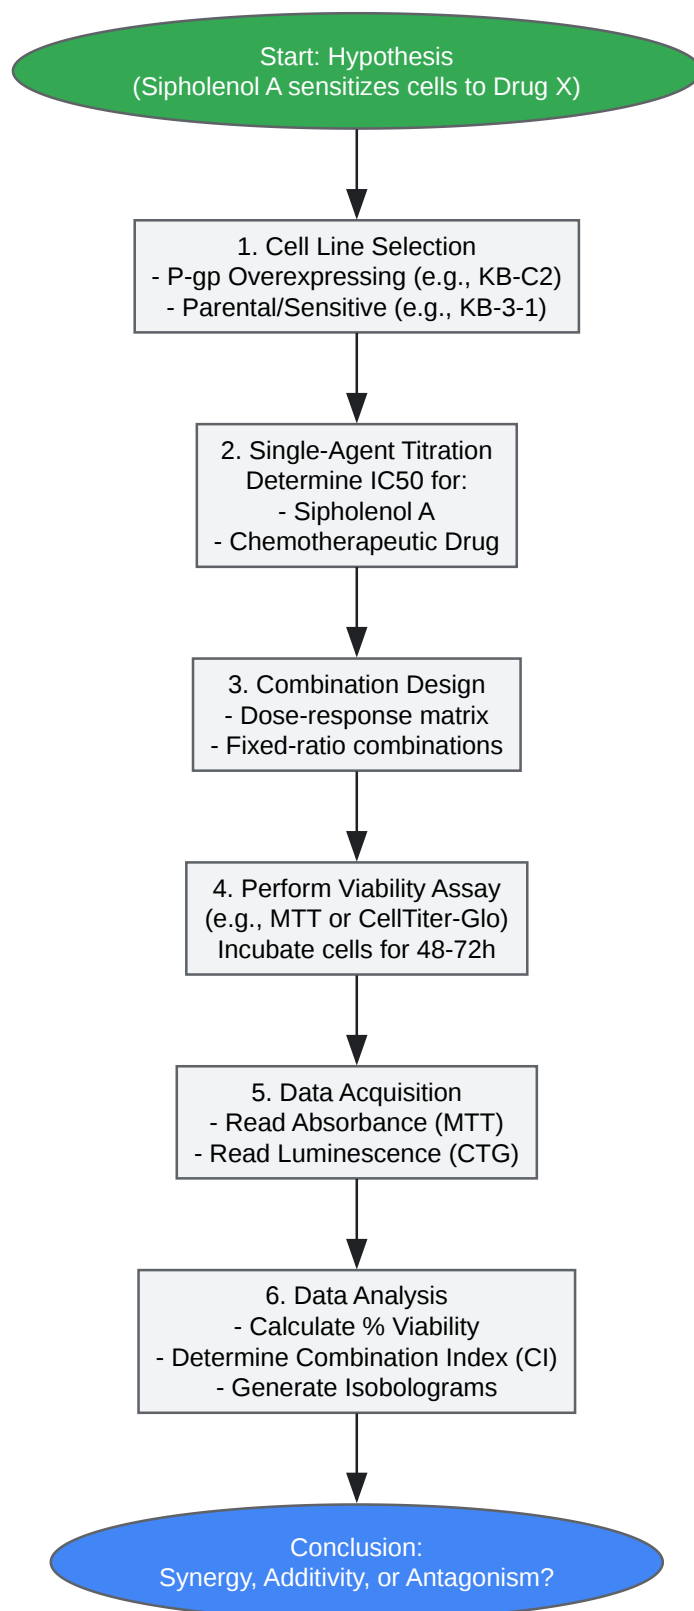 Start: Hypothesis
(Sipholenol A sensitizes cells to Drug X)
1. Cell Line Selection
- P-gp Overexpressing (e.g., KB-C2)
- Parental/Sensitive (e.g., KB-3-1)
2. Single-Agent Titration
Determine IC50 for:
- Sipholenol A
- Chemotherapeutic Drug
3. Combination Design
- Dose-response matrix
- Fixed-ratio combinations
4. Perform Viability Assay
(e.g., MTT or CellTiter-Glo)
Incubate cells for 48-72h
5. Data Acquisition
- Read Absorbance (MTT)
- Read Luminescence (CTG)
6. Data Analysis
- Calculate % Viability
- Determine Combination Index (CI)
- Generate Isobolograms
Conclusion:
Synergy, Additivity, or Antagonism?